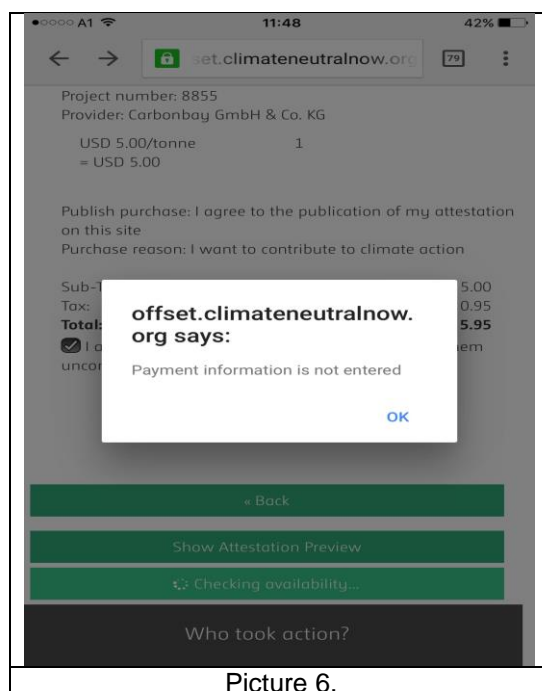 A1 11:48 42%
set.climateneutralnow.org 79
Project number: 8855
Provider: Carbonbay GmbH & Co. KG
USD 5.00/tonne 1
= USD 5.00
Publish purchase: I agree to the publication of my attestation
on this site
Purchase reason: I want to contribute to climate action
Sub-T 5.00
Tax: 0.95
Total: 5.95
I a em
uncon
offset.climateneutralnow.
org says:
Payment information is not entered
OK
« Back
Show Attestation Preview
Checking availability...
Who took action?
Picture 6.